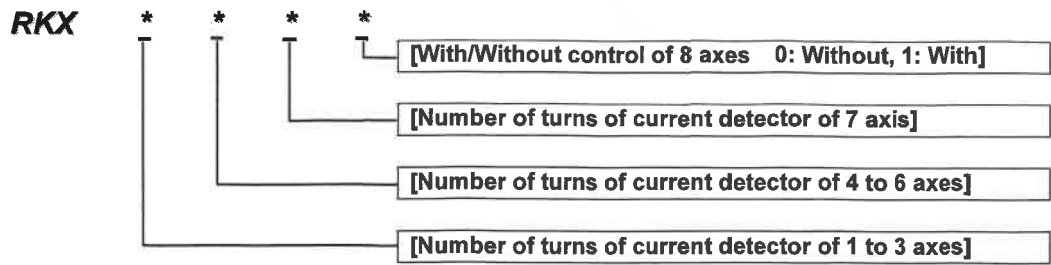 RKX * * * *
[With/Without control of 8 axes 0: Without, 1: With]
[Number of turns of current detector of 7 axis]
[Number of turns of current detector of 4 to 6 axes]
[Number of turns of current detector of 1 to 3 axes]